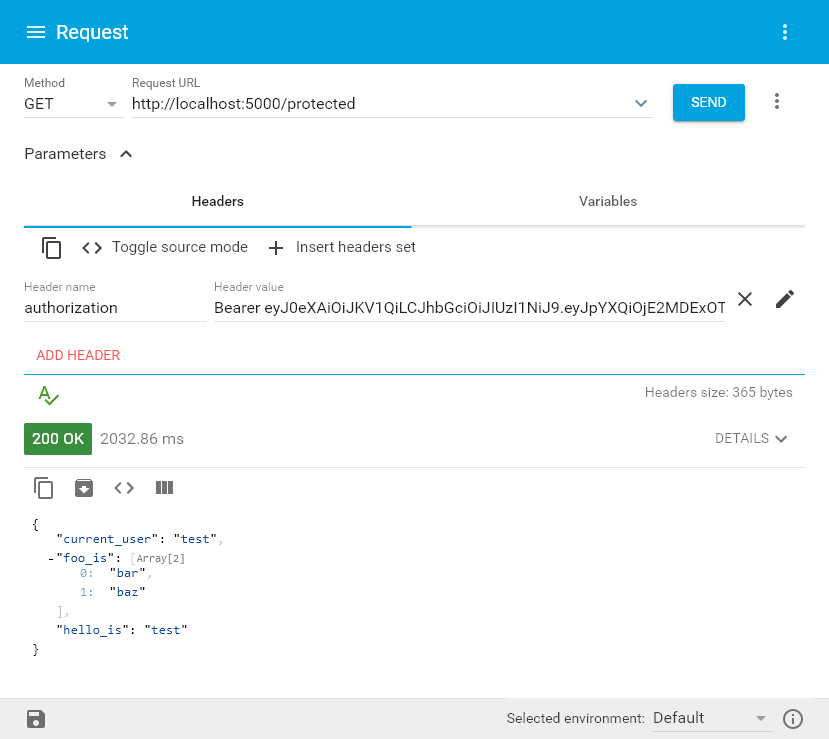 Request
Method
GET
Request URL
http://localhost:5000/protected
SEND
Parameters
Headers Variables
Toggle source mode Insert headers set
Header name
authorization
Header value
Bearer eyJ0eXAiOiJKV1QiLCJhbGciOiJIUzI1NiJ9.eyJpYXQiOjE2MDExOT
ADD HEADER
A Headers size: 365 bytes
200 OK 2032.86 ms DETAILS
{
"current_user": "test",
-"foo_is": [Array[2]
0: "bar",
1: "baz"
],
"hello_is": "test"
}
Selected environment: Default